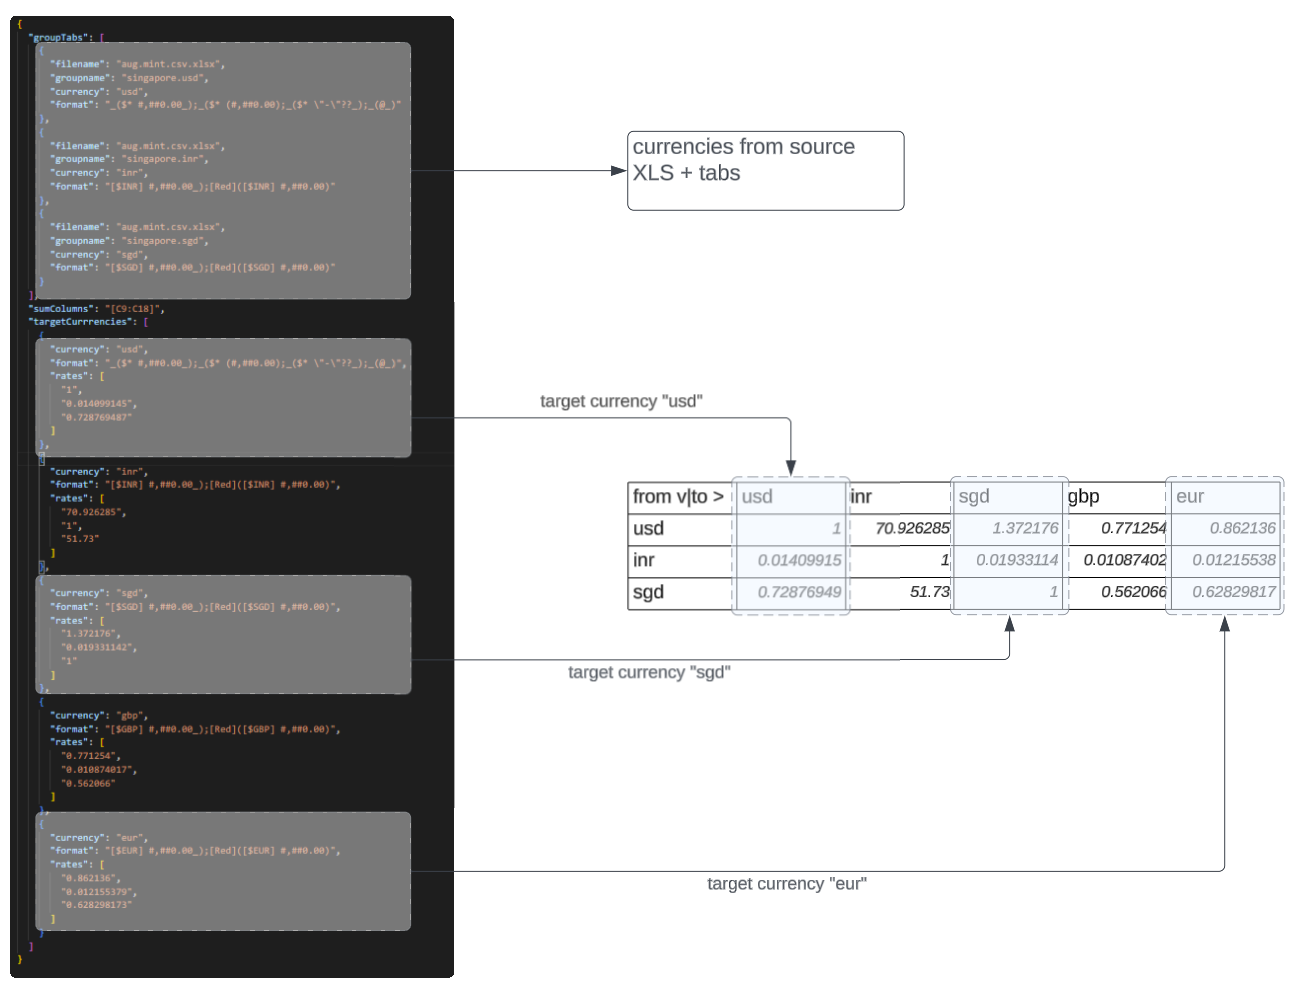 {
"groupTabs": [
{
"filename": "aug.mint.csv.xlsx",
"groupname": "singapore.usd",
"currency": "usd",
"format": "_($* #,##0.00_);_($* (#,##0.00);_($* \"-\"??_);_(@_)"
},
{
"filename": "aug.mint.csv.xlsx",
"groupname": "singapore.inr",
"currency": "inr",
"format": "[$INR] #,##0.00_);[Red]([$INR] #,##0.00)"
},
{
"filename": "aug.mint.csv.xlsx",
"groupname": "singapore.sgd",
"currency": "sgd",
"format": "[$SGD] #,##0.00_);[Red]([$SGD] #,##0.00)"
}
],
"sumColumns": "[C9:C18]",
"targetCurrrencies": [
{
"currency": "usd",
"format": "_($* #,##0.00_);_($* (#,##0.00);_($* \"-\"??_);_(@_)",
"rates": [
"1",
"0.014099145",
"0.728769487"
]
},
{
"currency": "inr",
"format": "[$INR] #,##0.00_);[Red]([$INR] #,##0.00)",
"rates": [
"70.926285",
"1",
"51.73"
]
},
{
"currency": "sgd",
"format": "[$SGD] #,##0.00_);[Red]([$SGD] #,##0.00)",
"rates": [
"1.372176",
"0.019331142",
"1"
]
},
{
"currency": "gbp",
"format": "[$GBP] #,##0.00_);[Red]([$GBP] #,##0.00)",
"rates": [
"0.771254",
"0.010874017",
"0.562066"
]
},
{
"currency": "eur",
"format": "[$EUR] #,##0.00_);[Red]([$EUR] #,##0.00)",
"rates": [
"0.862136",
"0.012155379",
"0.628298173"
]
}
]
}
currencies from source
XLS + tabs
target currency "usd"
from v|to > usd inr sgd gbp eur
usd 1 70.926285 1.372176 0.771254 0.862136
inr 0.01409915 1 0.01933114 0.01087402 0.01215538
sgd 0.72876949 51.73 1 0.562066 0.62829817
target currency "sgd"
target currency "eur"